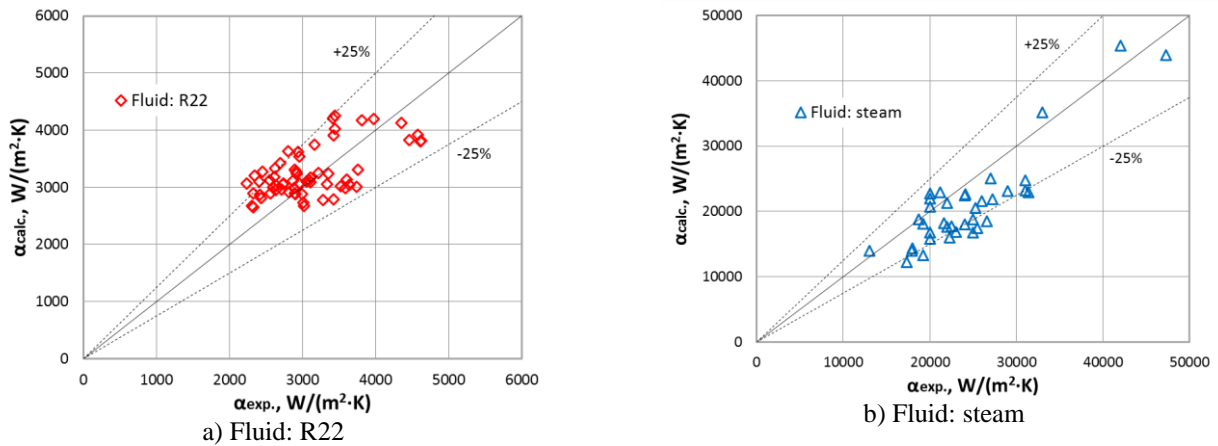 6000
5000
4000
3000
2000
1000
0
αcalc., W/(m²·K)
+25%
Fluid: R22
-25%
0 1000 2000 3000 4000 5000 6000
αexp., W/(m²·K)
a) Fluid: R22
50000
40000
30000
20000
10000
0
αcalc., W/(m²·K)
+25%
Fluid: steam
-25%
0 10000 20000 30000 40000 50000
αexp., W/(m²·K)
b) Fluid: steam